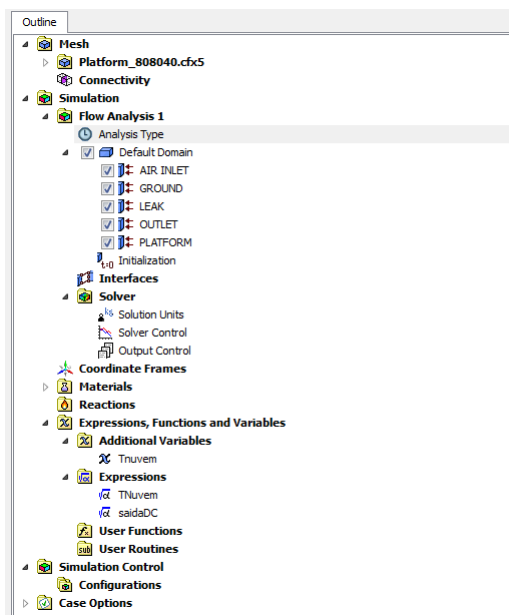 Outline
Mesh
Platform_808040.cfx5
Connectivity
Simulation
Flow Analysis 1
Analysis Type
Default Domain
AIR INLET
GROUND
LEAK
OUTLET
PLATFORM
t=0 Initialization
Interfaces
Solver
Solution Units
Solver Control
Output Control
Coordinate Frames
Materials
Reactions
Expressions, Functions and Variables
Additional Variables
Tnuvem
Expressions
TNuvem
saidaDC
User Functions
User Routines
Simulation Control
Configurations
Case Options